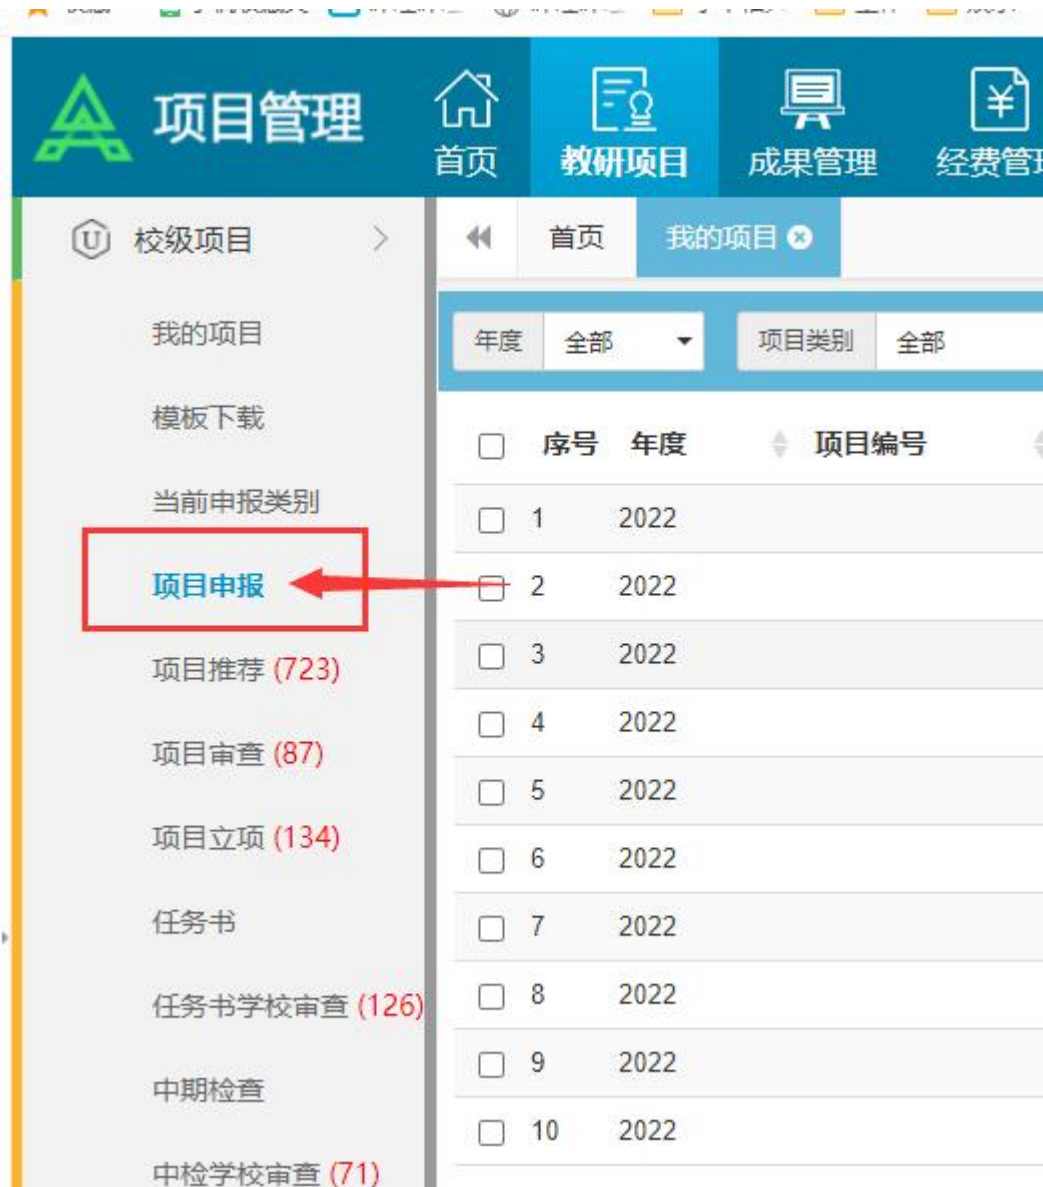 项目管理
首页
教研项目
成果管理
经费管
校级项目
首页
我的项目
我的项目
模板下载
当前申报类别
项目申报
项目推荐 (723)
项目审查 (87)
项目立项 (134)
任务书
任务书学校审查 (126)
中期检查
中检学校审查 (71)
年度 全部
项目类别 全部
序号 年度 项目编号
1 2022
2 2022
3 2022
4 2022
5 2022
6 2022
7 2022
8 2022
9 2022
10 2022